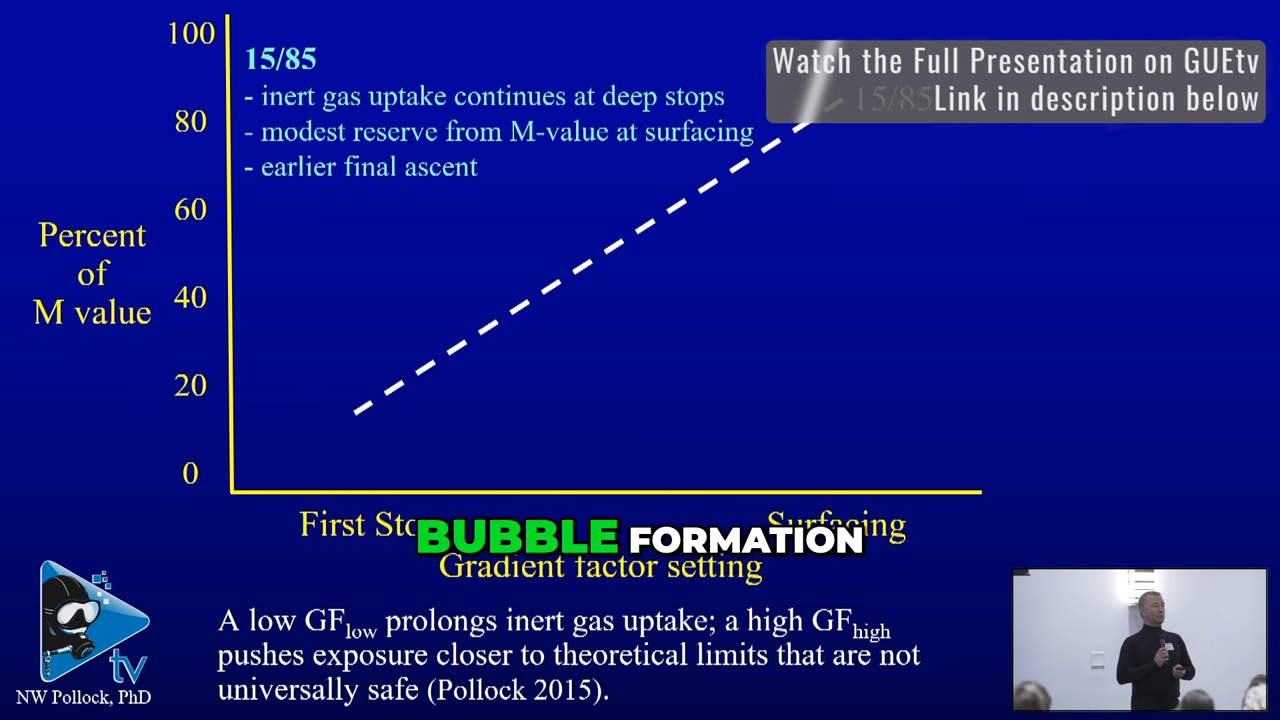 100
15/85
- inert gas uptake continues at deep stops
- modest reserve from M-value at surfacing
- earlier final ascent
Watch the Full Presentation on GUEtv
15/85
Link in description below
80
60
40
20
0
Percent
of
M value
First
Surfacing
BUBBLE FORMATION
Gradient factor setting
A low GFlow prolongs inert gas uptake; a high GFhigh
pushes exposure closer to theoretical limits that are not
universally safe (Pollock 2015).
tv
NW Pollock, PhD